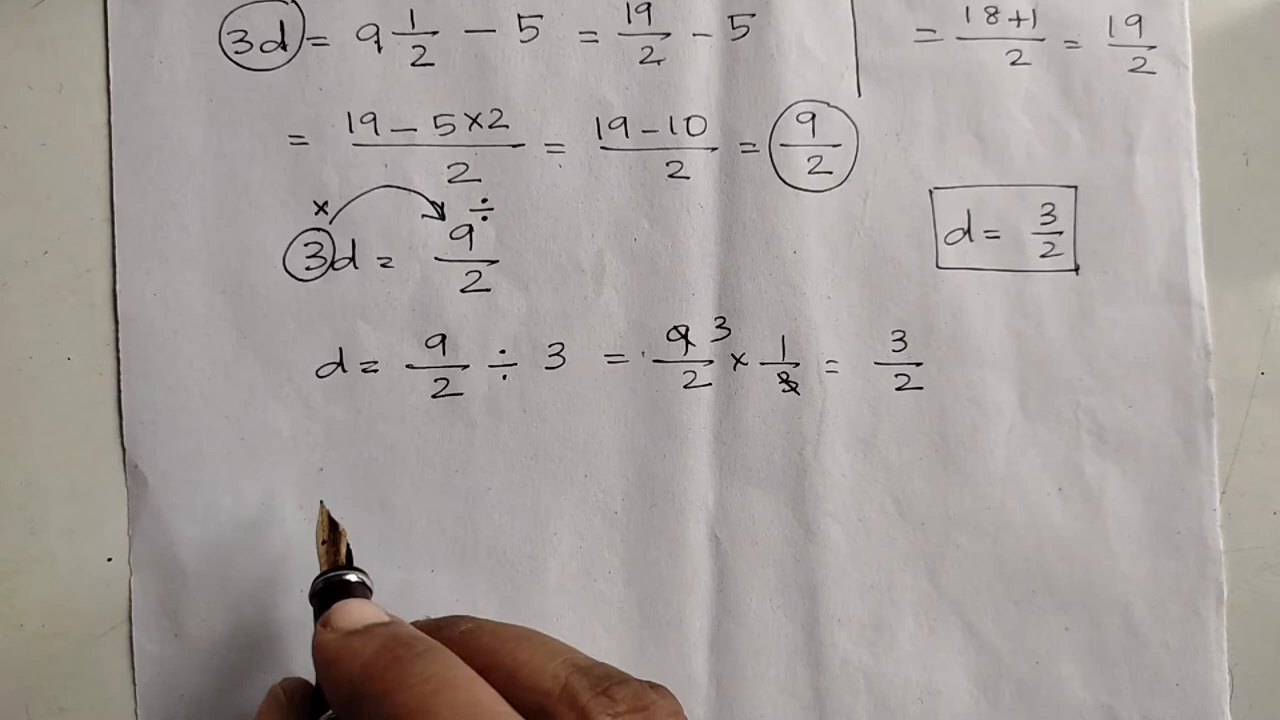 3d = 9 1/2 - 5 = 19/2 - 5
= 18+1/2 = 19/2
= 19 - 5×2/2 = 19-10/2 = 9/2
× ÷
3d = 9/2
d = 3/2
d = 9/2 ÷ 3 = 9/2 3 × 1/3 = 3/2